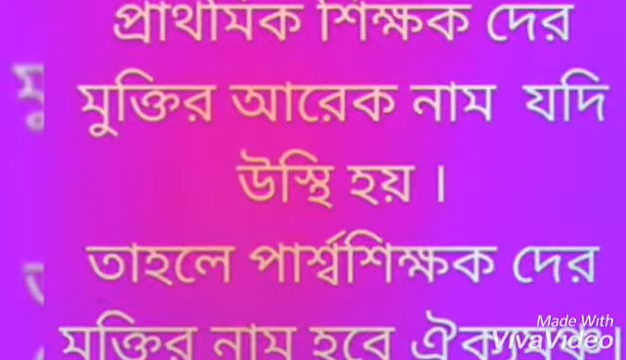 প্রাথমিক শিক্ষক দের
মুক্তির আরেক নাম যদি
উস্থি হয় ।
তাহলে পার্শ্বশিক্ষক দের
মুক্তির নাম হবে
Made With
VivaVideo